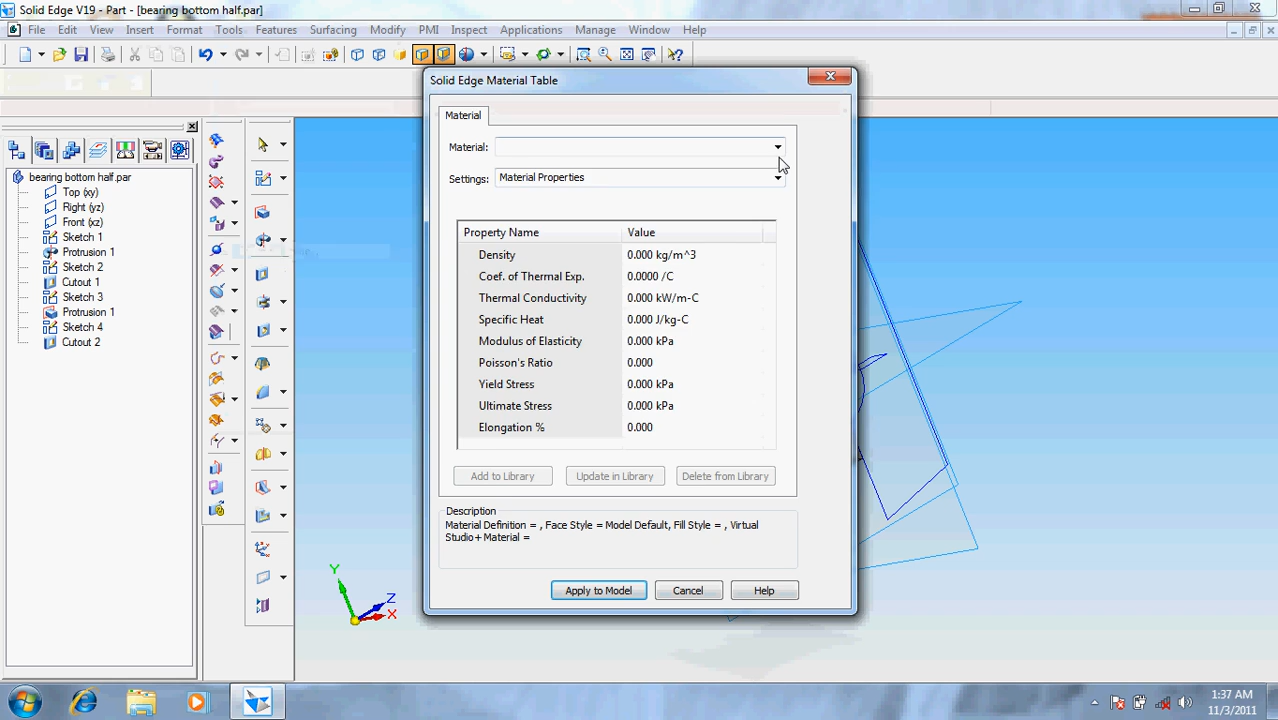 Solid Edge V19 - Part - [bearing bottom half.par]
File Edit View Insert Format Tools Features Surfacing Modify PMI Inspect Applications Manage Window Help
Solid Edge Material Table
Material
Material:
Settings: Material Properties
Property Name Value
Density 0.000 kg/m^3
Coef. of Thermal Exp. 0.0000 /C
Thermal Conductivity 0.000 kW/m-C
Specific Heat 0.000 J/kg-C
Modulus of Elasticity 0.000 kPa
Poisson's Ratio 0.000
Yield Stress 0.000 kPa
Ultimate Stress 0.000 kPa
Elongation % 0.000
Add to Library Update in Library Delete from Library
Description
Material Definition = , Face Style = Model Default, Fill Style = , Virtual
Studio+ Material =
Apply to Model Cancel Help
bearing bottom half.par
Top (xy)
Right (yz)
Front (xz)
Sketch 1
Protrusion 1
Sketch 2
Cutout 1
Sketch 3
Protrusion 1
Sketch 4
Cutout 2
Y
Z
X
1:37 AM
11/3/2011